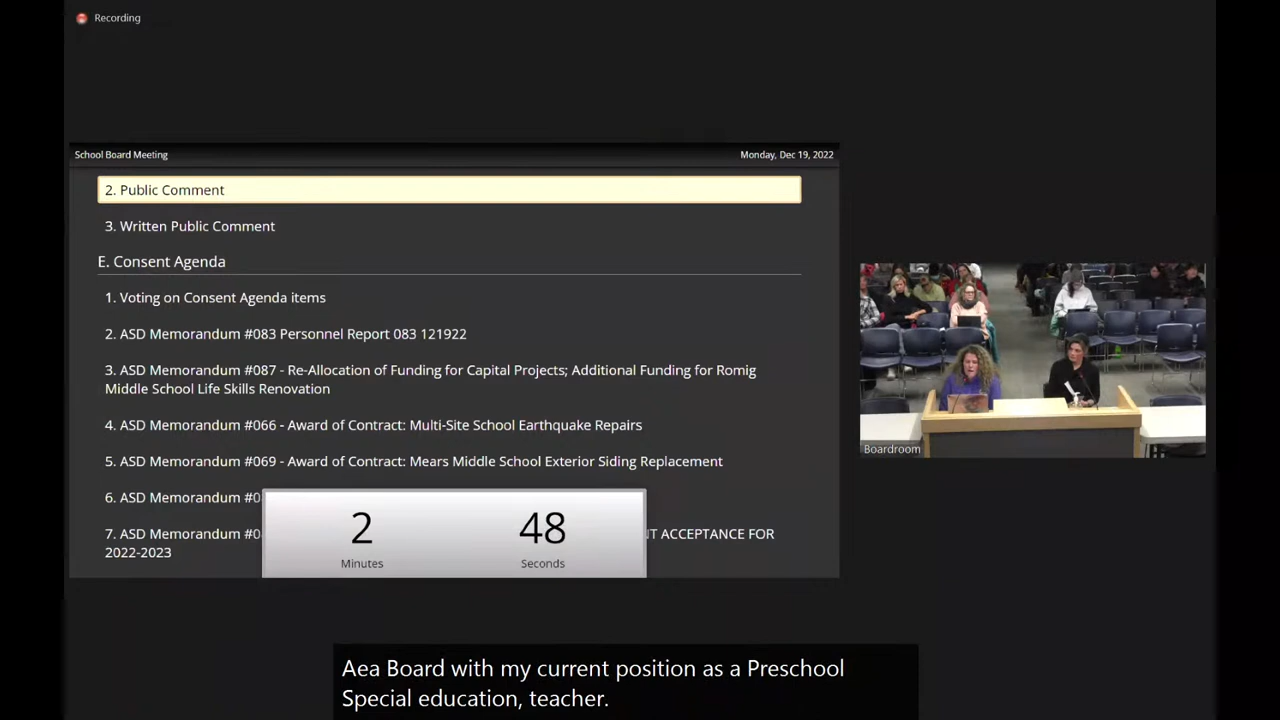 Recording
School Board Meeting
Monday, Dec 19, 2022
2. Public Comment
3. Written Public Comment
E. Consent Agenda
1. Voting on Consent Agenda items
2. ASD Memorandum #083 Personnel Report 083 121922
3. ASD Memorandum #087 - Re-Allocation of Funding for Capital Projects; Additional Funding for Romig
Middle School Life Skills Renovation
4. ASD Memorandum #066 - Award of Contract: Multi-Site School Earthquake Repairs
5. ASD Memorandum #069 - Award of Contract: Mears Middle School Exterior Siding Replacement
6. ASD Memorandum
7. ASD Memorandum ACCEPTANCE FOR
2022-2023
2 48
Minutes Seconds
Boardroom
Aea Board with my current position as a Preschool
Special education, teacher.